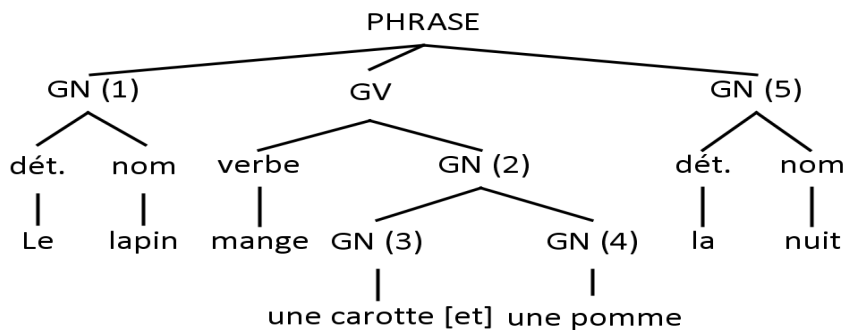 PHRASE
GN (1) GV GN (5)
dét. nom verbe GN (2) dét. nom
Le lapin mange GN (3) GN (4) la nuit
une carotte [et] une pomme